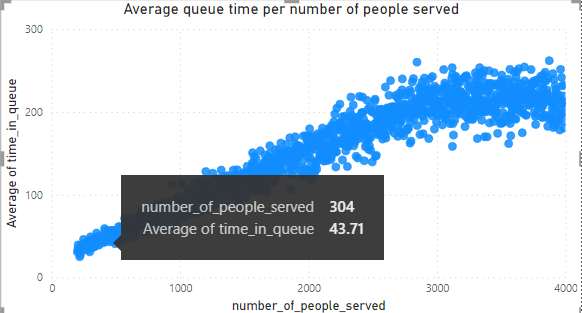 Average queue time per number of people served
300
200
100
0
Average of time_in_queue
number_of_people_served 304
Average of time_in_queue 43.71
0 1000 2000 3000 4000
number_of_people_served